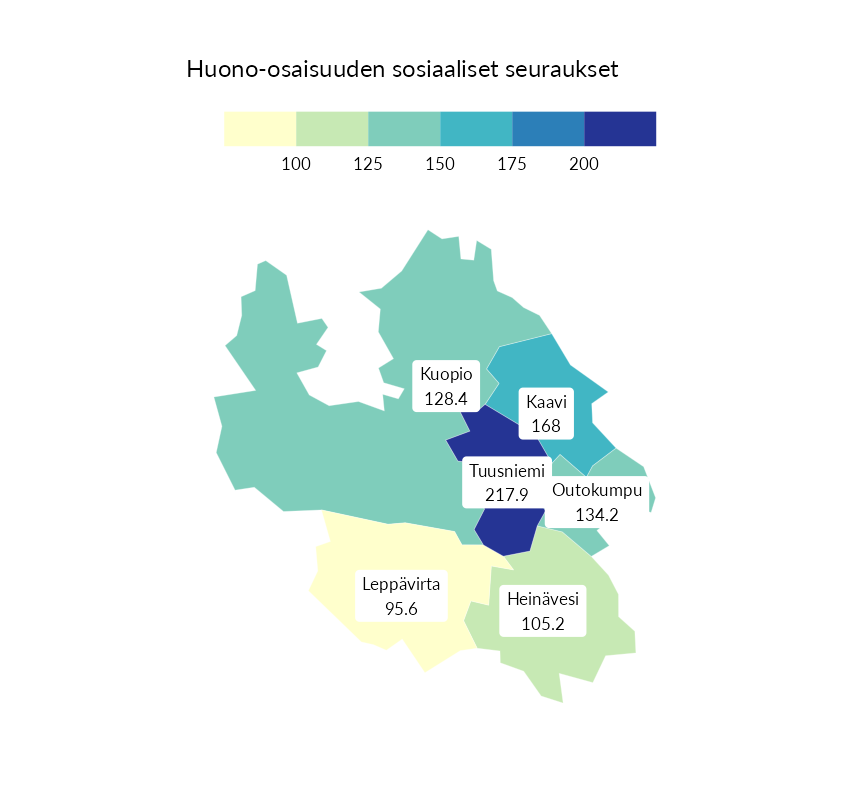 Huono-osaisuuden sosiaaliset seuraukset
100 125 150 175 200
Kuopio
128.4
Kaavi
168
Tuusniemi
217.9
Outokumpu
134.2
Leppävirta
95.6
Heinävesi
105.2